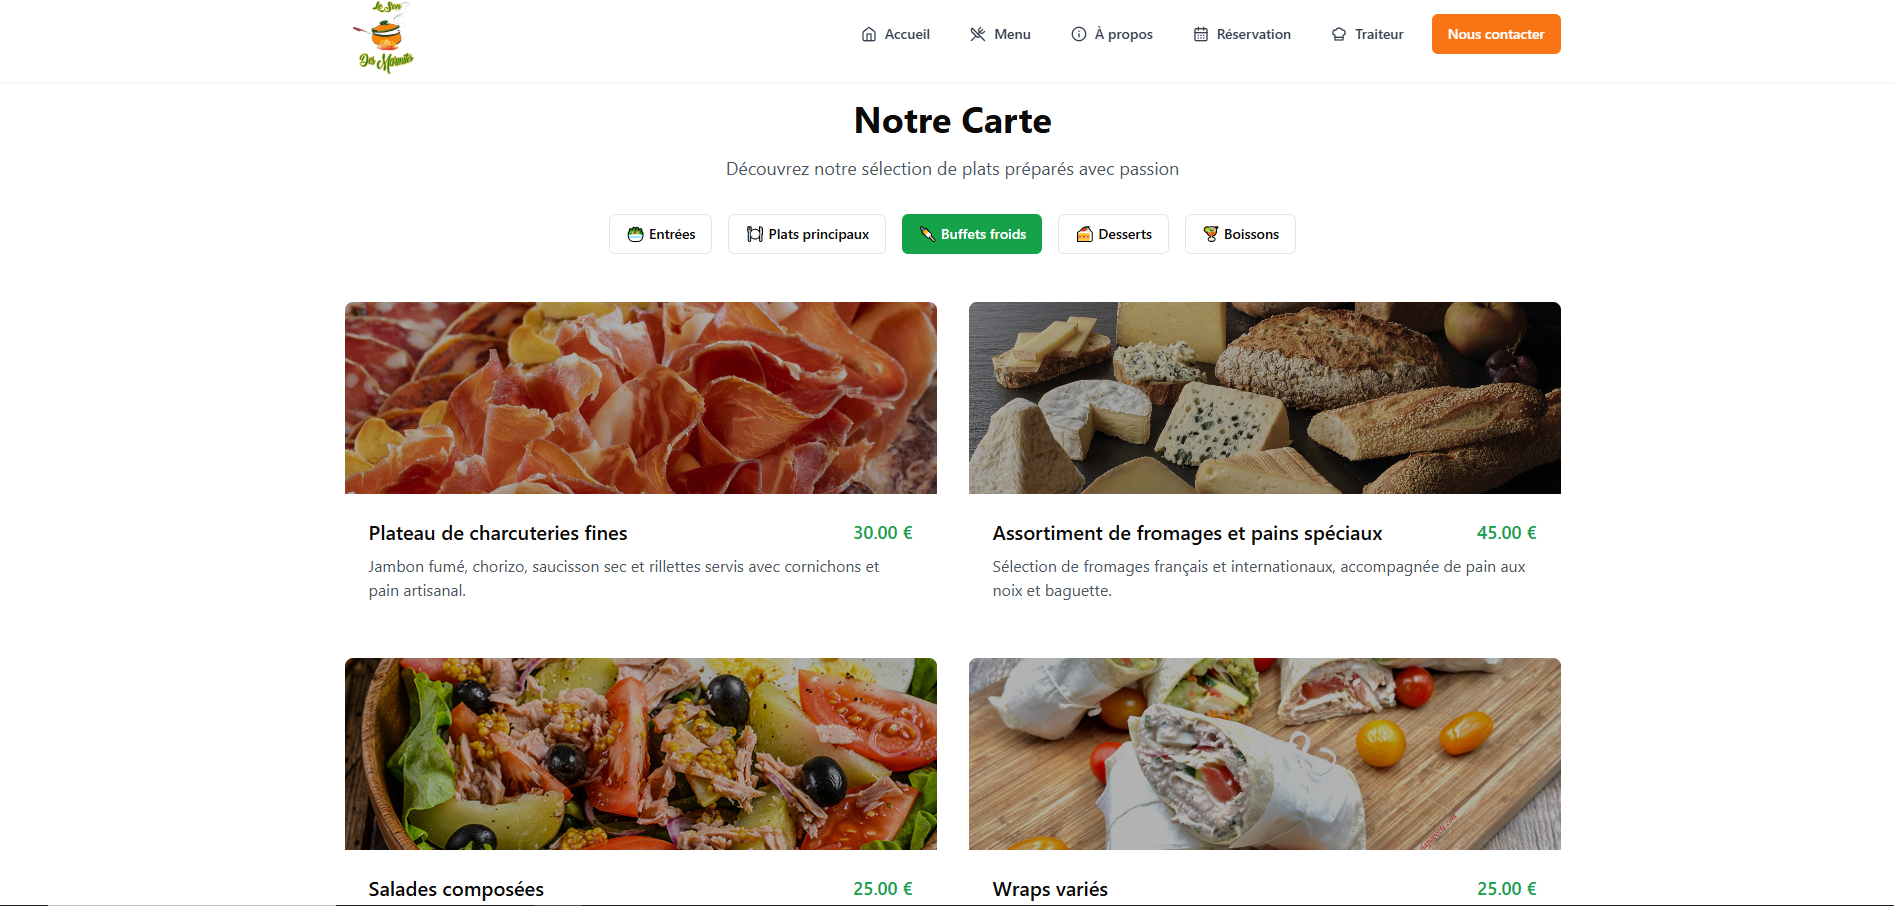 Le Son
Des Marmites
Accueil
Menu
À propos
Réservation
Traiteur
Nous contacter
Notre Carte
Découvrez notre sélection de plats préparés avec passion
Entrées
Plats principaux
Buffets froids
Desserts
Boissons
Plateau de charcuteries fines
30.00 €
Jambon fumé, chorizo, saucisson sec et rillettes servis avec cornichons et
pain artisanal.
Assortiment de fromages et pains spéciaux
45.00 €
Sélection de fromages français et internationaux, accompagnée de pain aux
noix et baguette.
Salades composées
25.00 €
Wraps variés
25.00 €